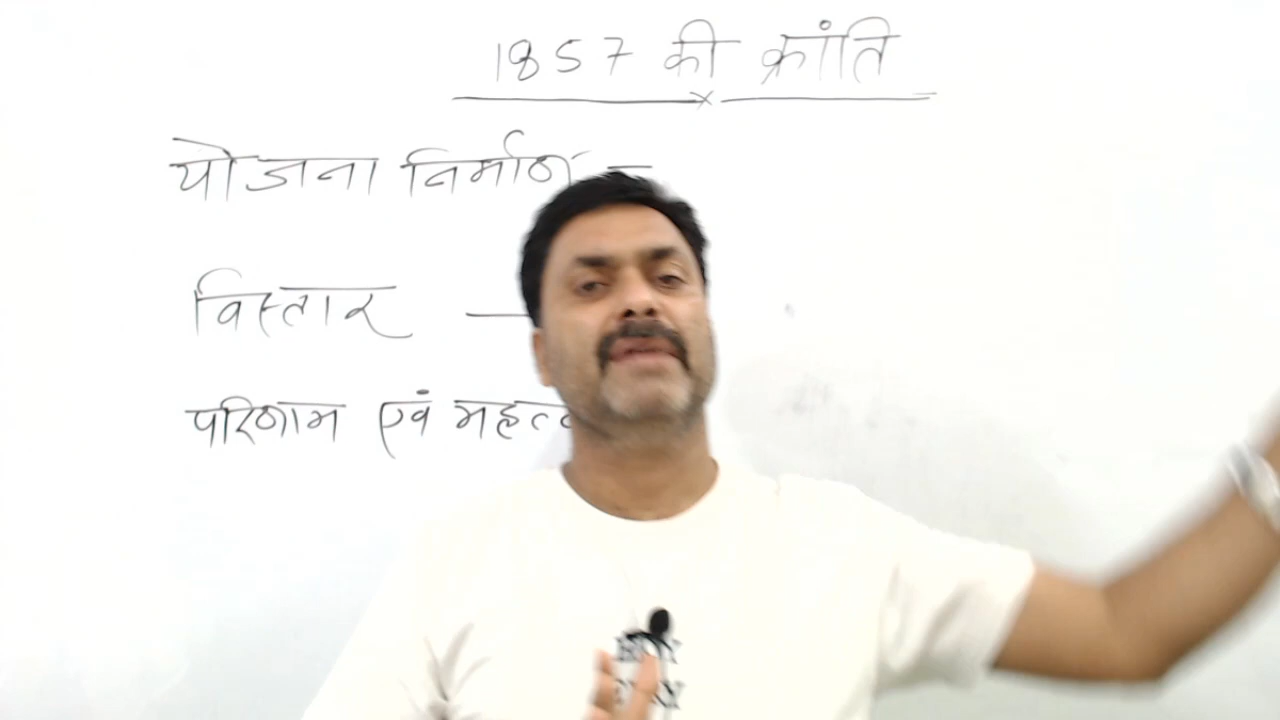 1857 की क्रांति
योजना निर्माण –
विस्तार —
परिणाम एवं